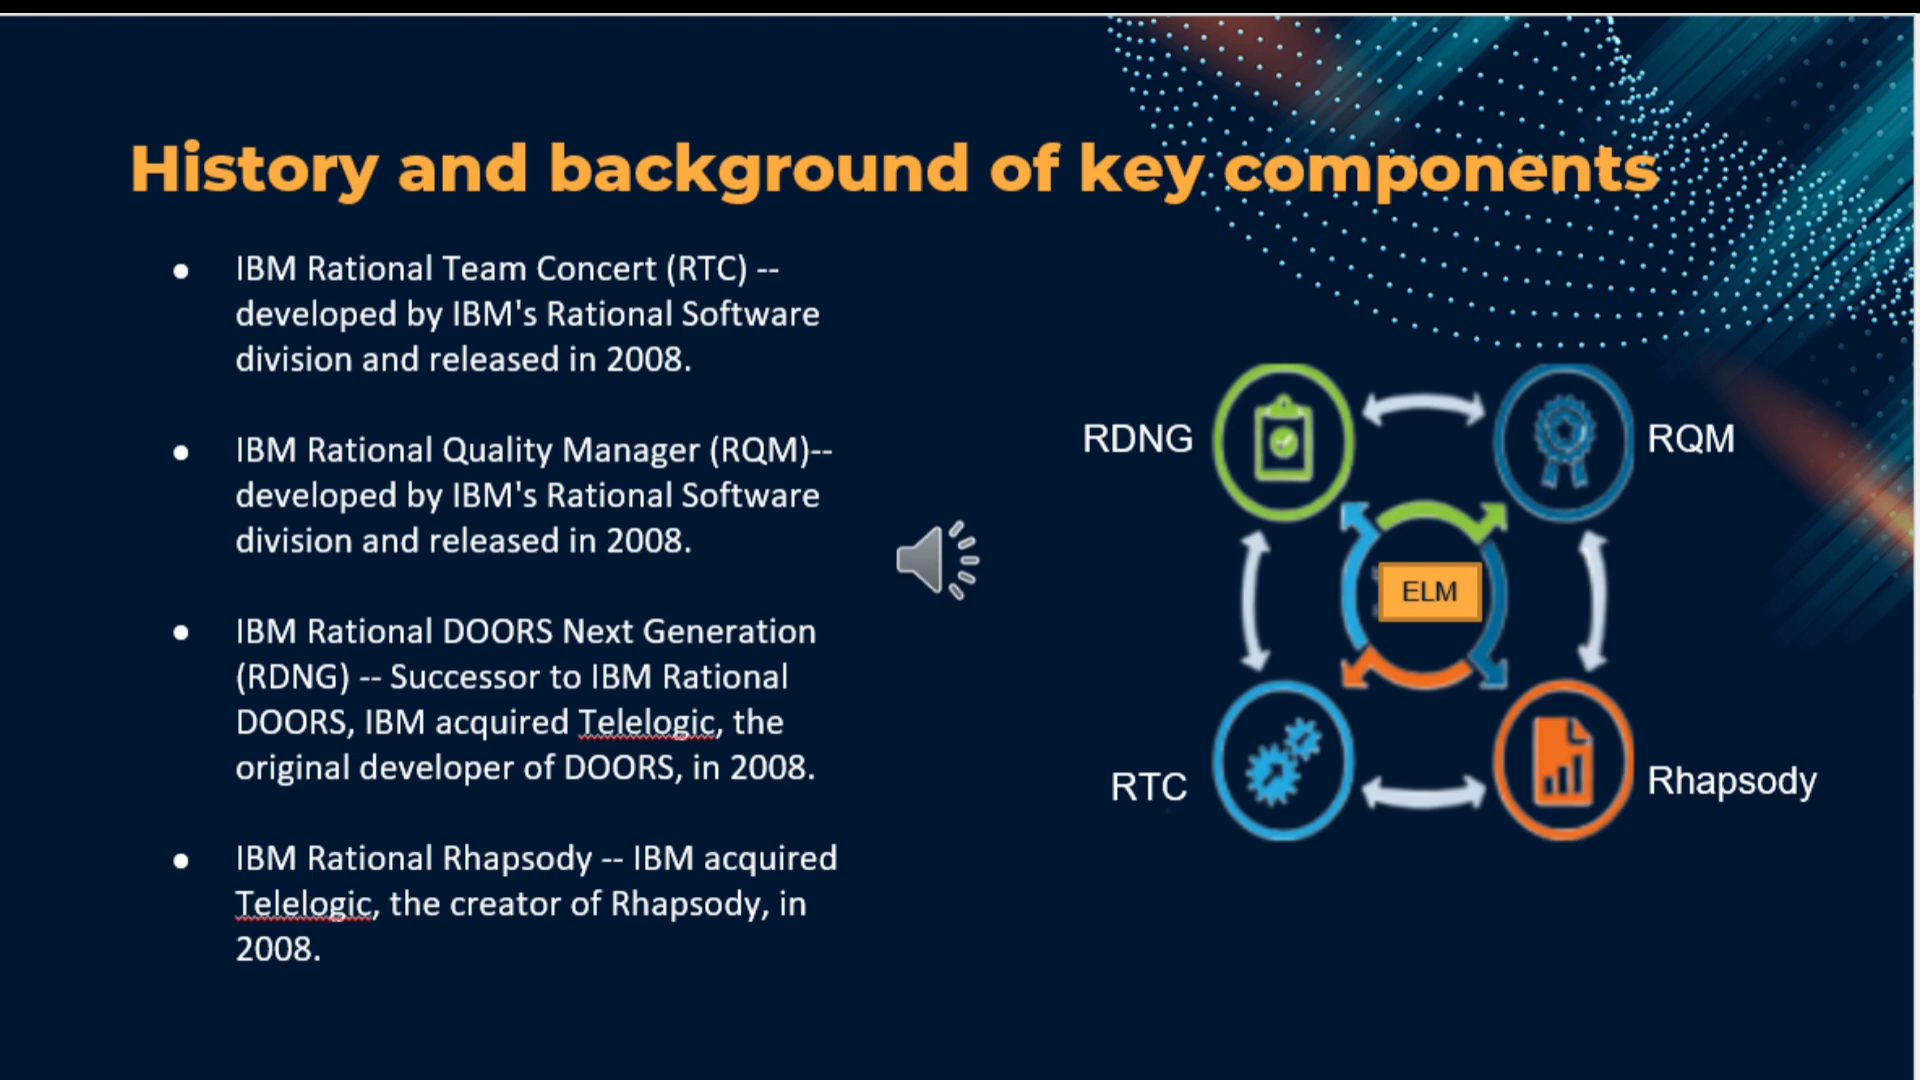 History and background of key components
● IBM Rational Team Concert (RTC) --
developed by IBM's Rational Software
division and released in 2008.
● IBM Rational Quality Manager (RQM)--
developed by IBM's Rational Software
division and released in 2008.
● IBM Rational DOORS Next Generation
(RDNG) -- Successor to IBM Rational
DOORS, IBM acquired Telelogic, the
original developer of DOORS, in 2008.
● IBM Rational Rhapsody -- IBM acquired
Telelogic, the creator of Rhapsody, in
2008.
RDNG
RQM
ELM
RTC
Rhapsody